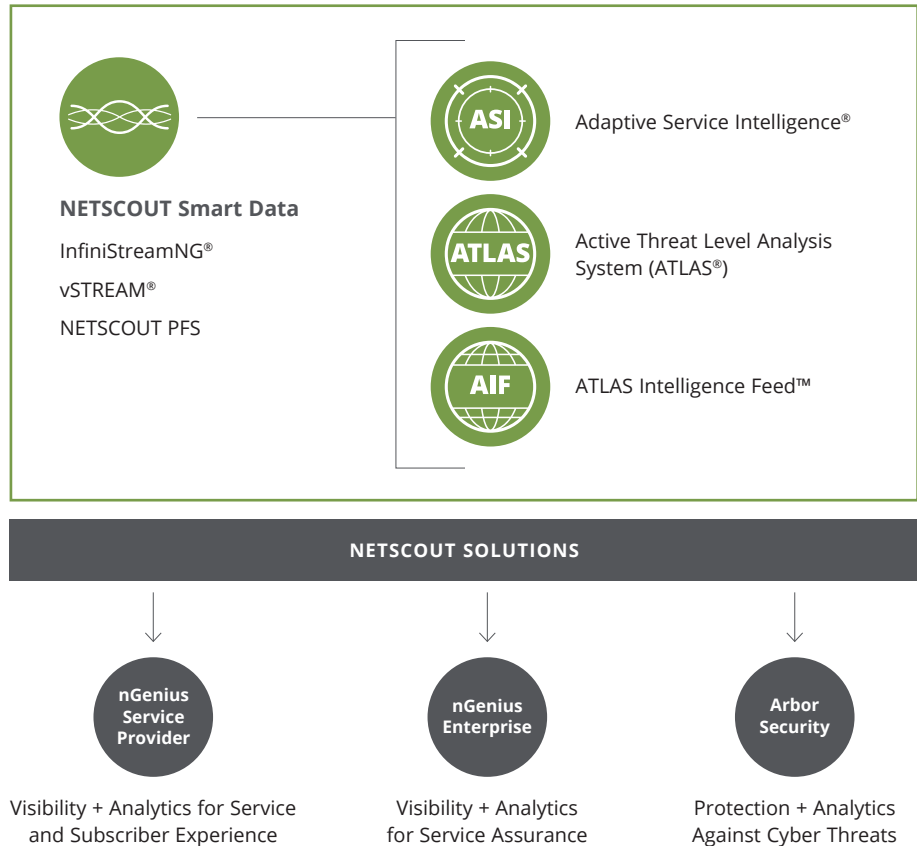 NETSCOUT Smart Data
InfiniStreamNG®
vSTREAM®
NETSCOUT PFS
ASI
Adaptive Service Intelligence®
ATLAS
Active Threat Level Analysis
System (ATLAS®)
AIF
ATLAS Intelligence Feed™
NETSCOUT SOLUTIONS
nGenius
Service
Provider
Visibility + Analytics for Service
and Subscriber Experience
nGenius
Enterprise
Visibility + Analytics
for Service Assurance
Arbor
Security
Protection + Analytics
Against Cyber Threats